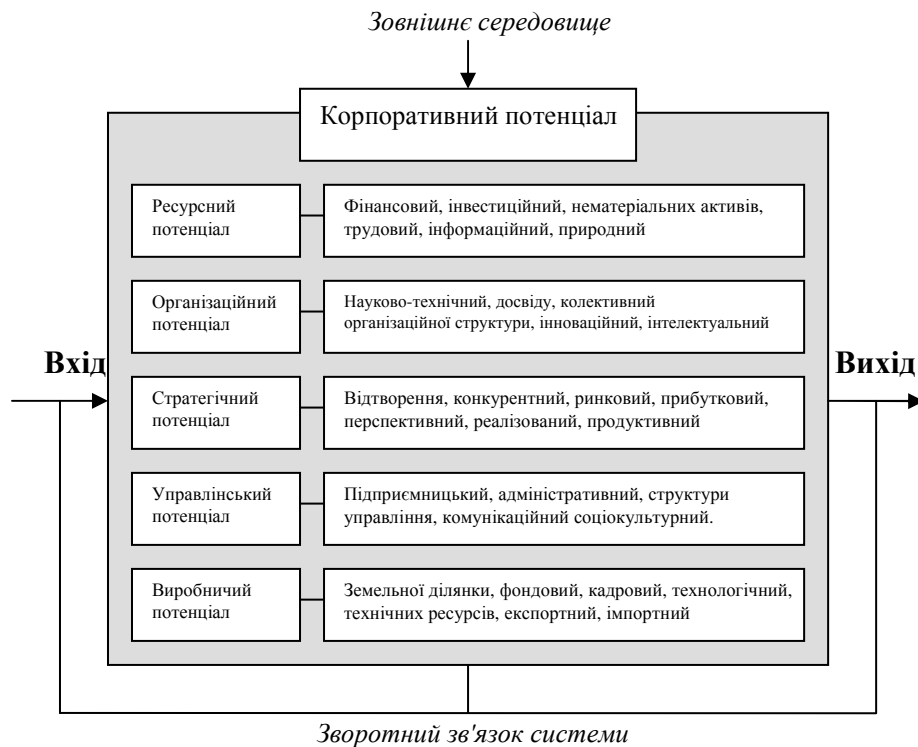 Зовнішнє середовище
Корпоративний потенціал
Ресурсний
потенціал
Фінансовий, інвестиційний, нематеріальних активів,
трудовий, інформаційний, природний
Організаційний
потенціал
Науково-технічний, досвіду, колективний
організаційної структури, інноваційний, інтелектуальний
Вхід
Вихід
Стратегічний
потенціал
Відтворення, конкурентний, ринковий, прибутковий,
перспективний, реалізований, продуктивний
Управлінський
потенціал
Підприємницький, адміністративний, структури
управління, комунікаційний соціокультурний.
Виробничий
потенціал
Земельної ділянки, фондовий, кадровий, технологічний,
технічних ресурсів, експортний, імпортний
Зворотний зв'язок системи